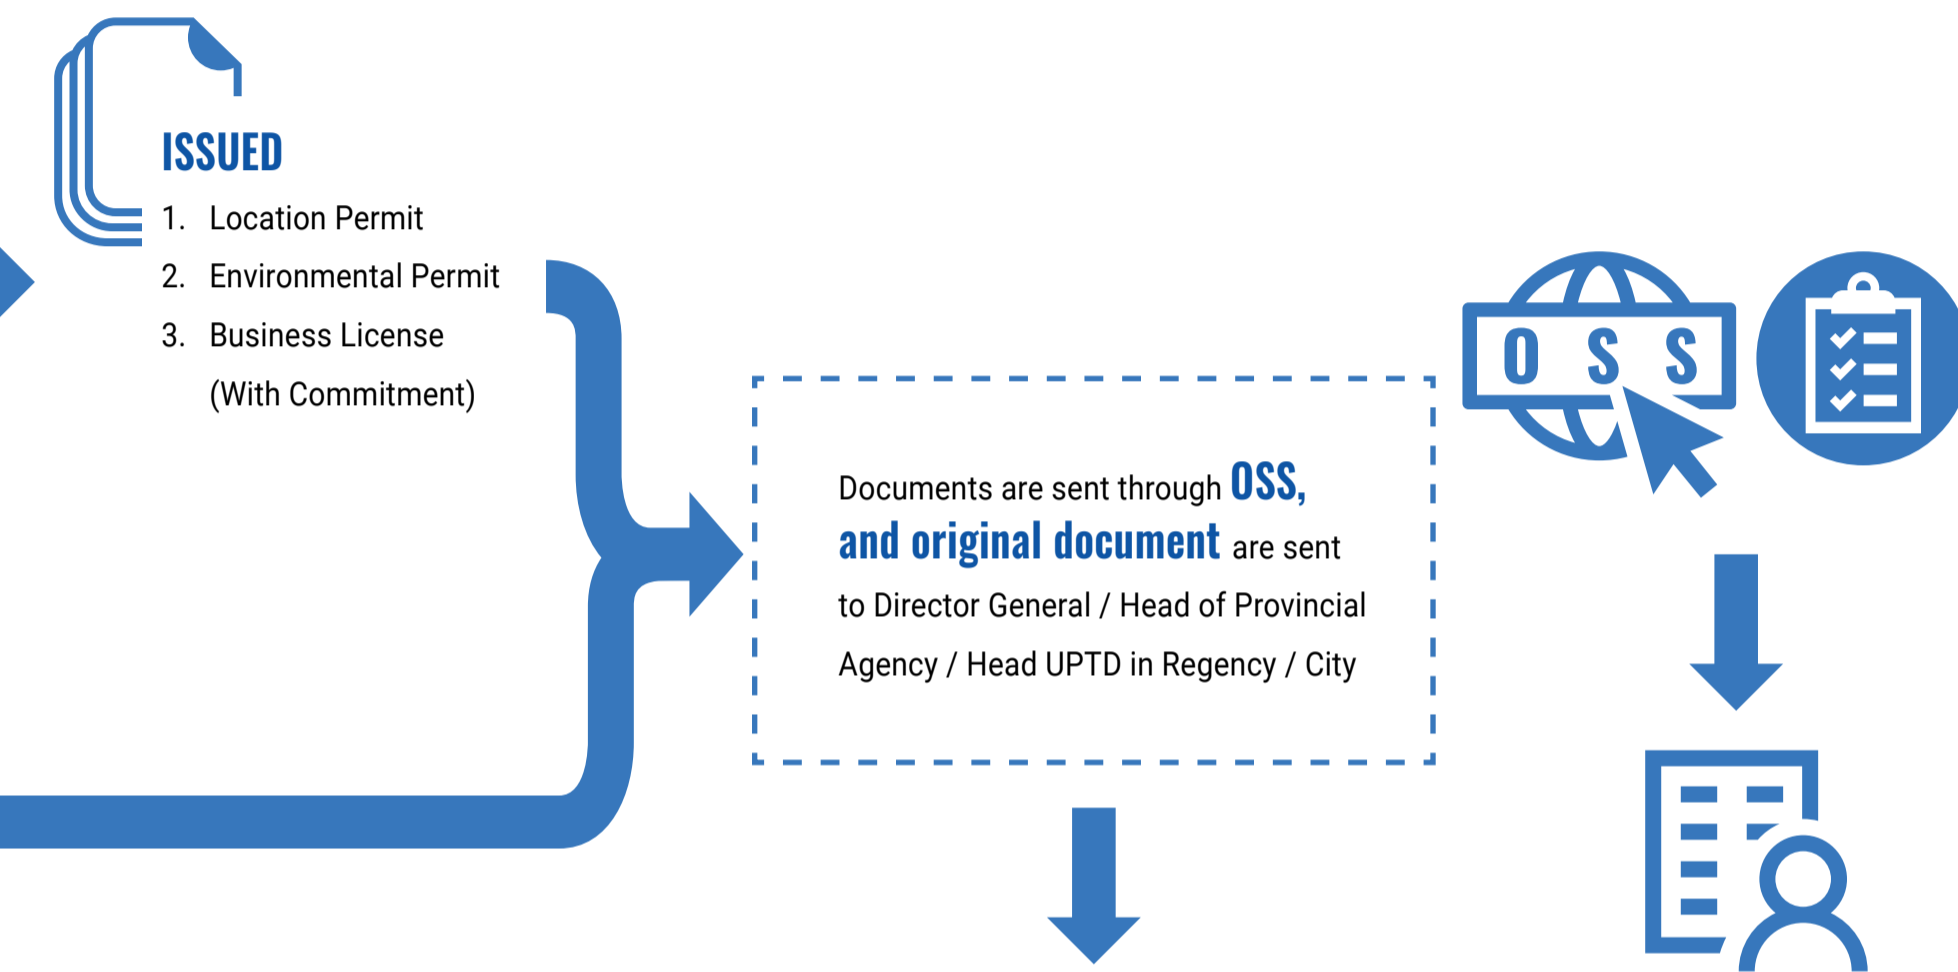 ISSUED
1. Location Permit
2. Environmental Permit
3. Business License
(With Commitment)
Documents are sent through OSS,
and original document are sent
to Director General / Head of Provincial
Agency / Head UPTD in Regency / City
O S S